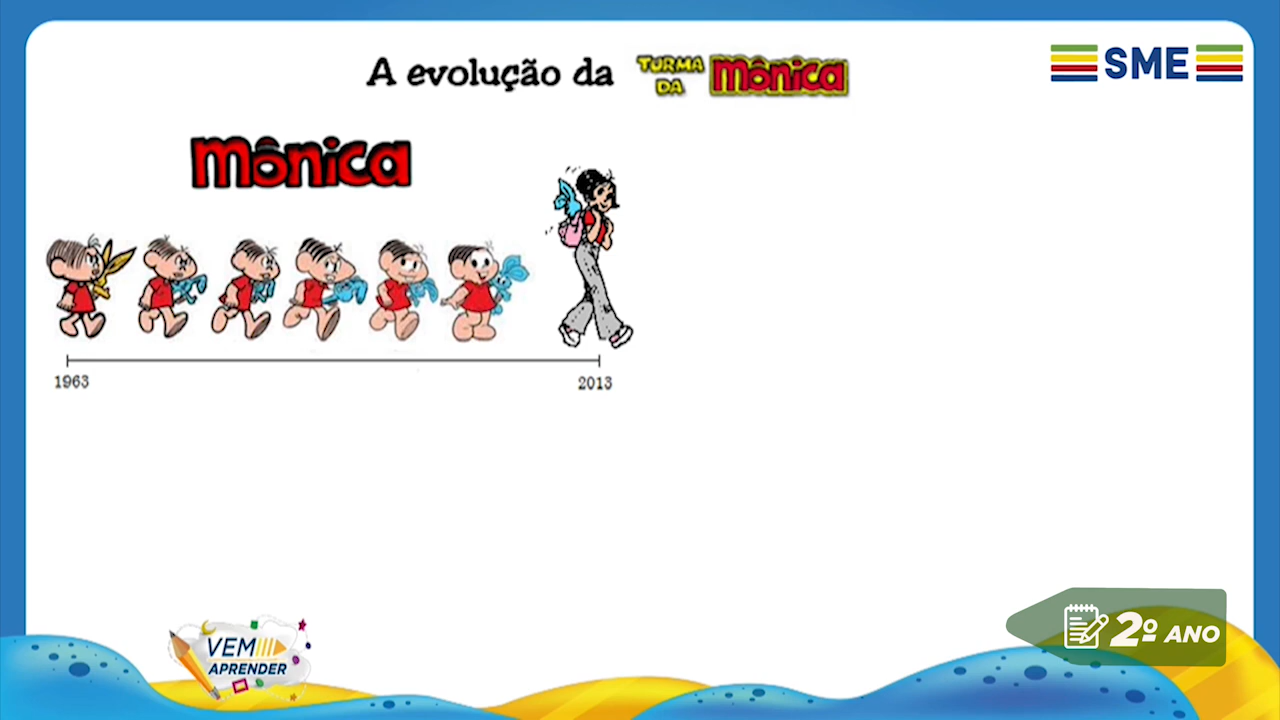 A evolução da TURMA DA Mônica
SME
Mônica
1963
2013
VEM
APRENDER
2º ANO